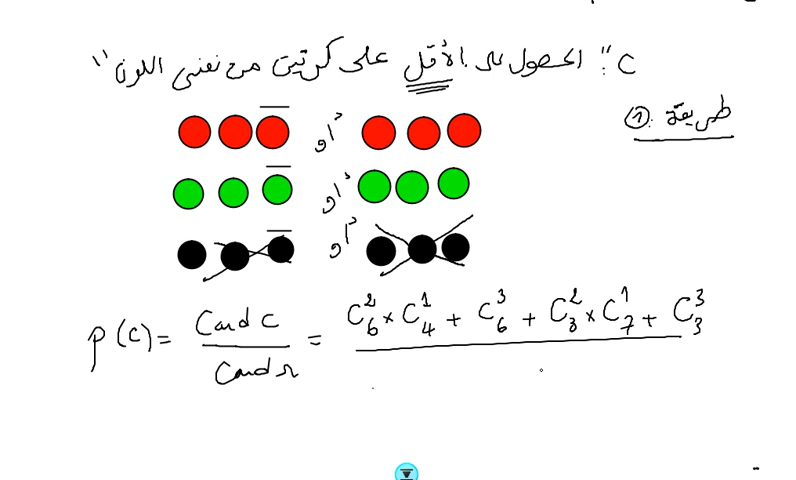 C: "الحصول على الأقل على كرتين من نفس اللون"
طريقة ①:
أو
أو
أو
P(C) = Card C / Card Ω = C₆² × C₄¹ + C₆³ + C₃² × C₇¹ + C₃³